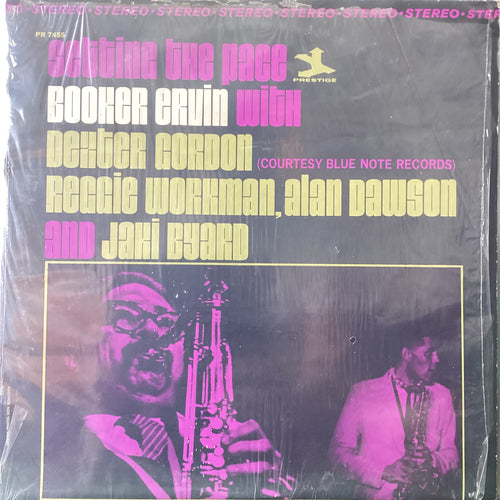 STEREO•STEREO•STEREO•STEREO•STEREO•STEREO•STEREO•STEREO•STEREO
PR 7455
Setting the pace
PRESTIGE
BOOKER ERVIN with
DEXTER GORDON (COURTESY BLUE NOTE RECORDS)
REGGIE WORKMAN, alan DAWSON
AND JAKI BYARD